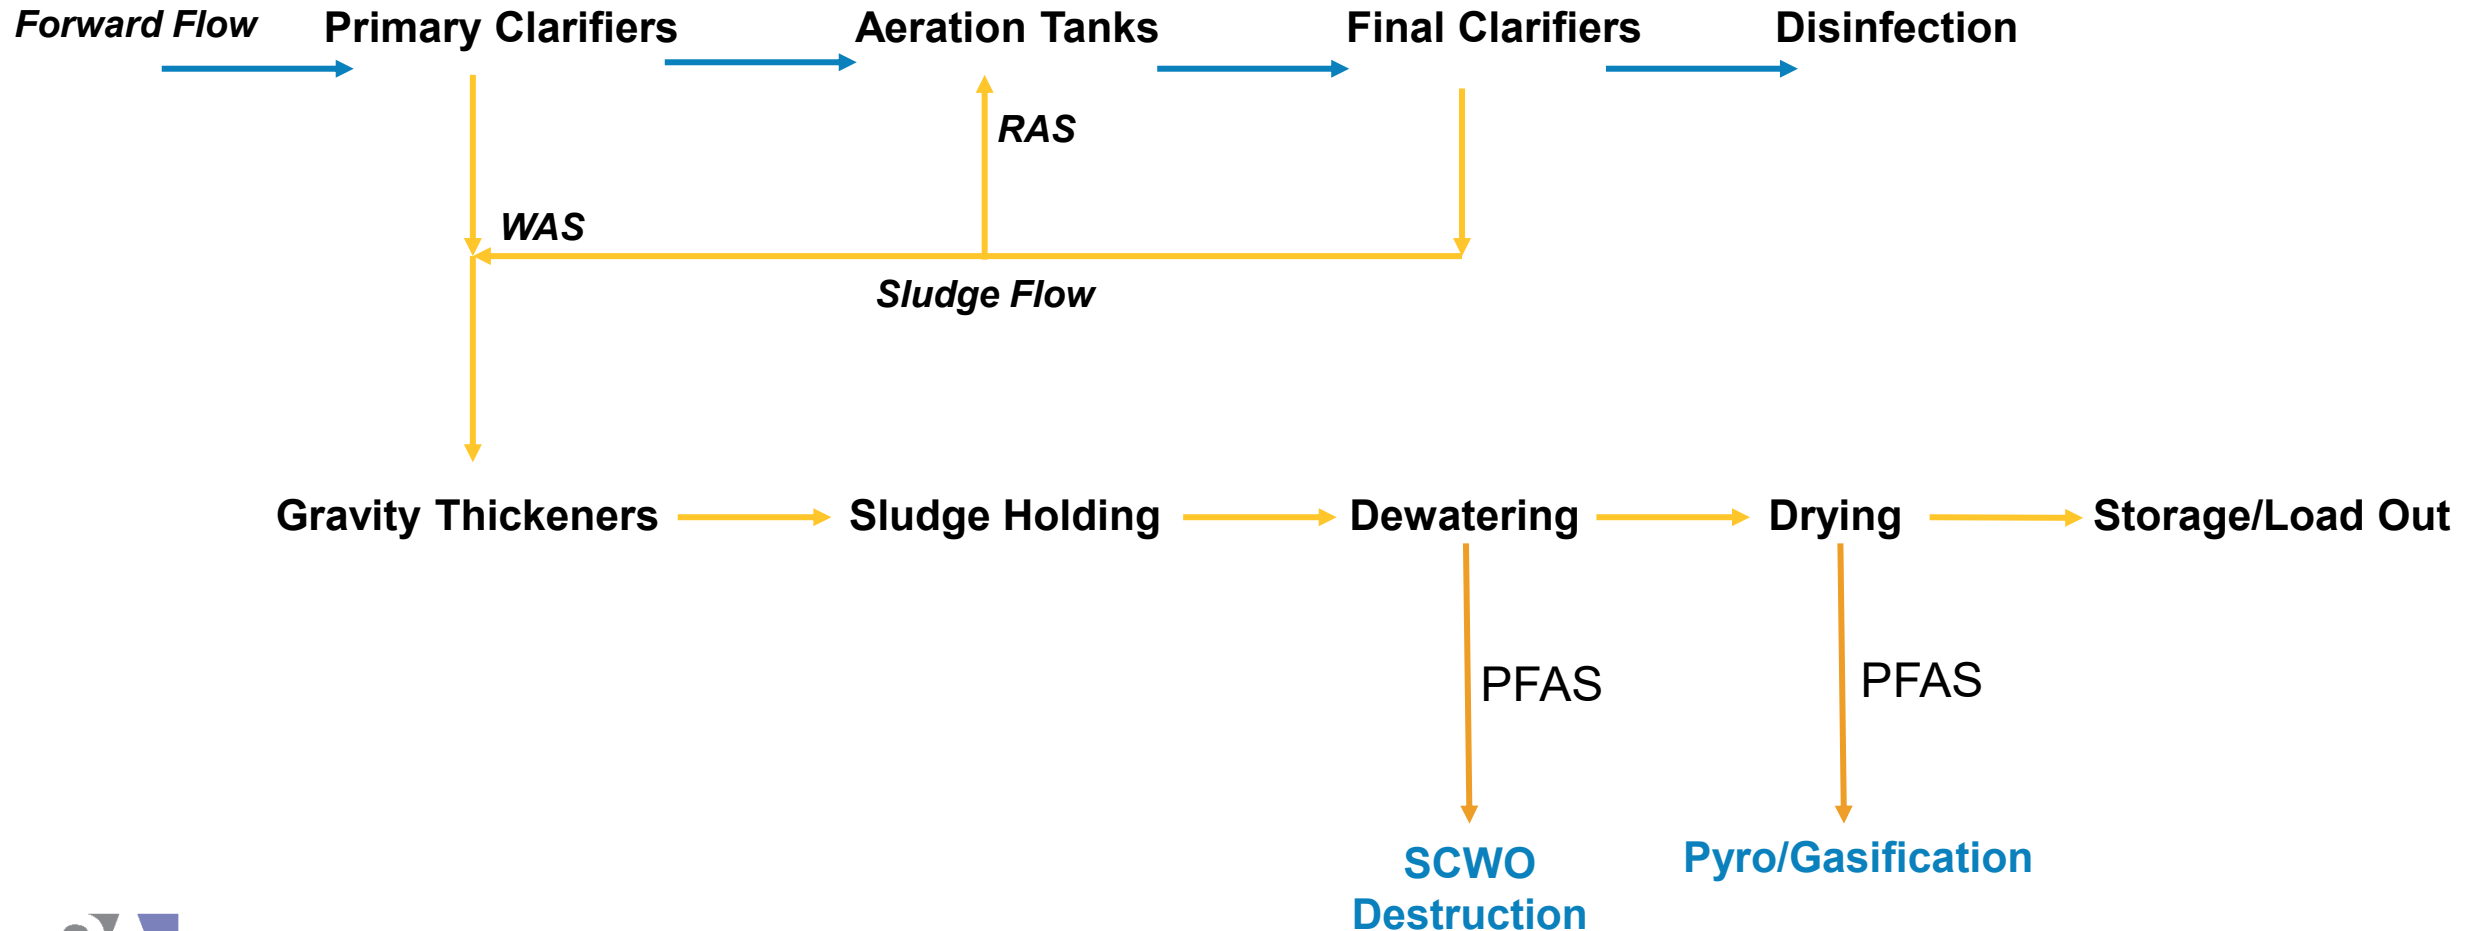 Forward Flow
Primary Clarifiers
Aeration Tanks
Final Clarifiers
Disinfection
RAS
WAS
Sludge Flow
Gravity Thickeners
Sludge Holding
Dewatering
Drying
Storage/Load Out
PFAS
PFAS
SCWO
Destruction
Pyro/Gasification